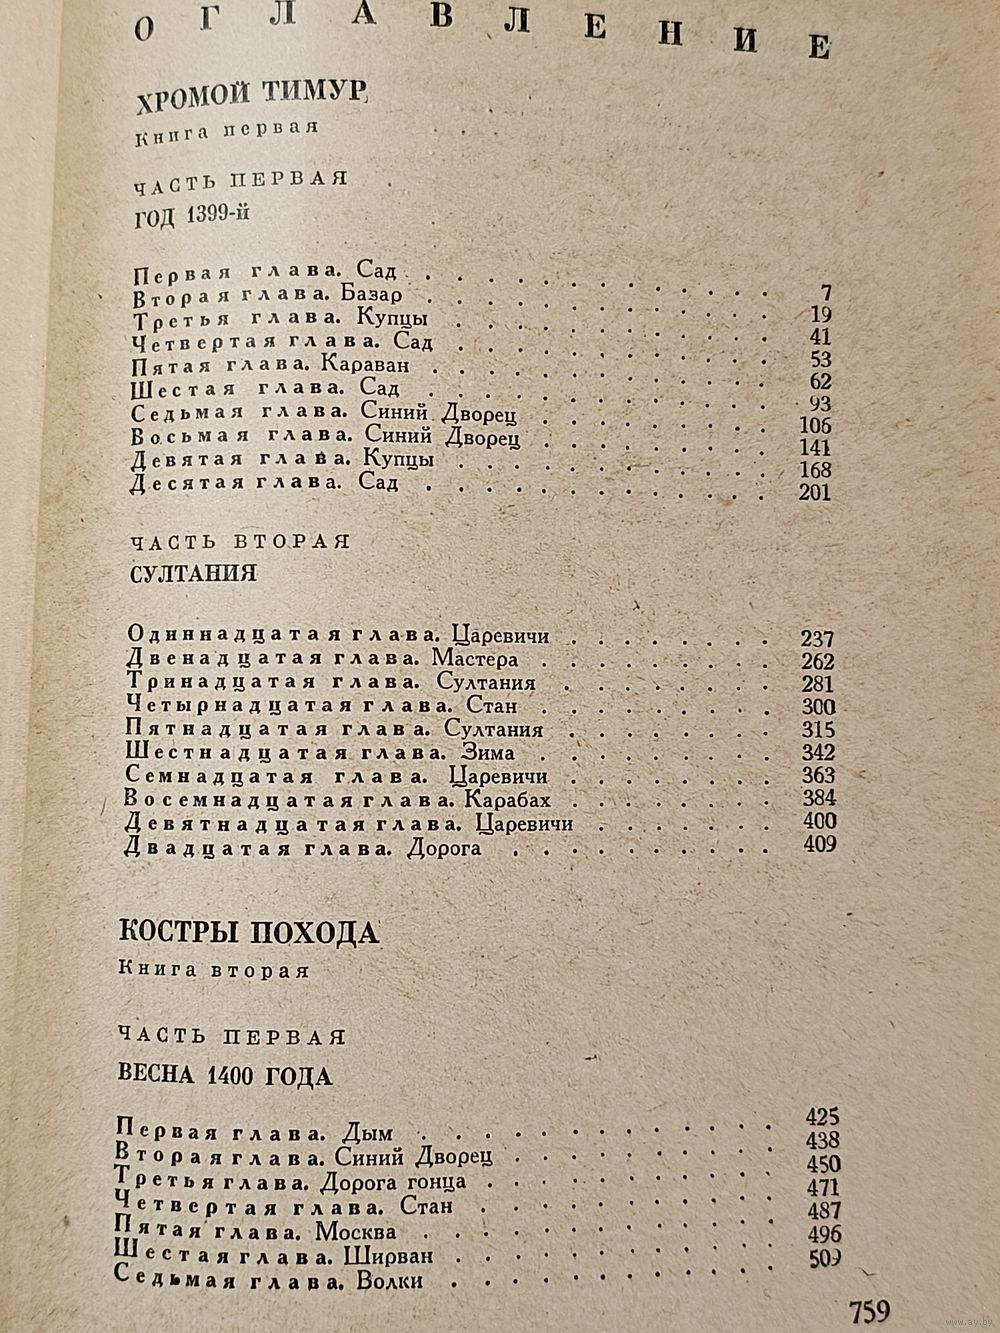 ОГЛАВЛЕНИЕ
ХРОМОЙ ТИМУР
Книга первая
ЧАСТЬ ПЕРВАЯ
ГОД 1399-й
Первая глава. Сад . . . . . . . . . . . . 7
Вторая глава. Базар . . . . . . . . . . . . 19
Третья глава. Купцы . . . . . . . . . . . 41
Четвертая глава. Сад . . . . . . . . . . . 53
Пятая глава. Караван . . . . . . . . . . . . 62
Шестая глава. Сад . . . . . . . . . . . . 93
Седьмая глава. Синий Дворец . . . . . . . . 106
Восьмая глава. Синий Дворец . . . . . . . . 141
Девятая глава. Купцы . . . . . . . . . . . 168
Десятая глава. Сад . . . . . . . . . . . . 201
ЧАСТЬ ВТОРАЯ
СУЛТАНИЯ
Одиннадцатая глава. Царевичи . . . . . . . 237
Двенадцатая глава. Мастера . . . . . . . . 262
Тринадцатая глава. Султания . . . . . . . . 281
Четырнадцатая глава. Стан . . . . . . . . 300
Пятнадцатая глава. Султания . . . . . . . 315
Шестнадцатая глава. Зима . . . . . . . . . 342
Семнадцатая глава. Царевичи . . . . . . . 363
Восемнадцатая глава. Карабах . . . . . . . 384
Девятнадцатая глава. Царевичи . . . . . . 400
Двадцатая глава. Дорога . . . . . . . . . 409
КОСТРЫ ПОХОДА
Книга вторая
ЧАСТЬ ПЕРВАЯ
ВЕСНА 1400 ГОДА
Первая глава. Дым . . . . . . . . . . . . 425
Вторая глава. Синий Дворец . . . . . . . . . 438
Третья глава. Дорога гонца . . . . . . . . . . 450
Четвертая глава. Стан . . . . . . . . . . 471
Пятая глава. Москва . . . . . . . . . . . . 487
Шестая глава. Ширван . . . . . . . . . . . 496
Седьмая глава. Волки . . . . . . . . . . . 509
759
www.ay.by